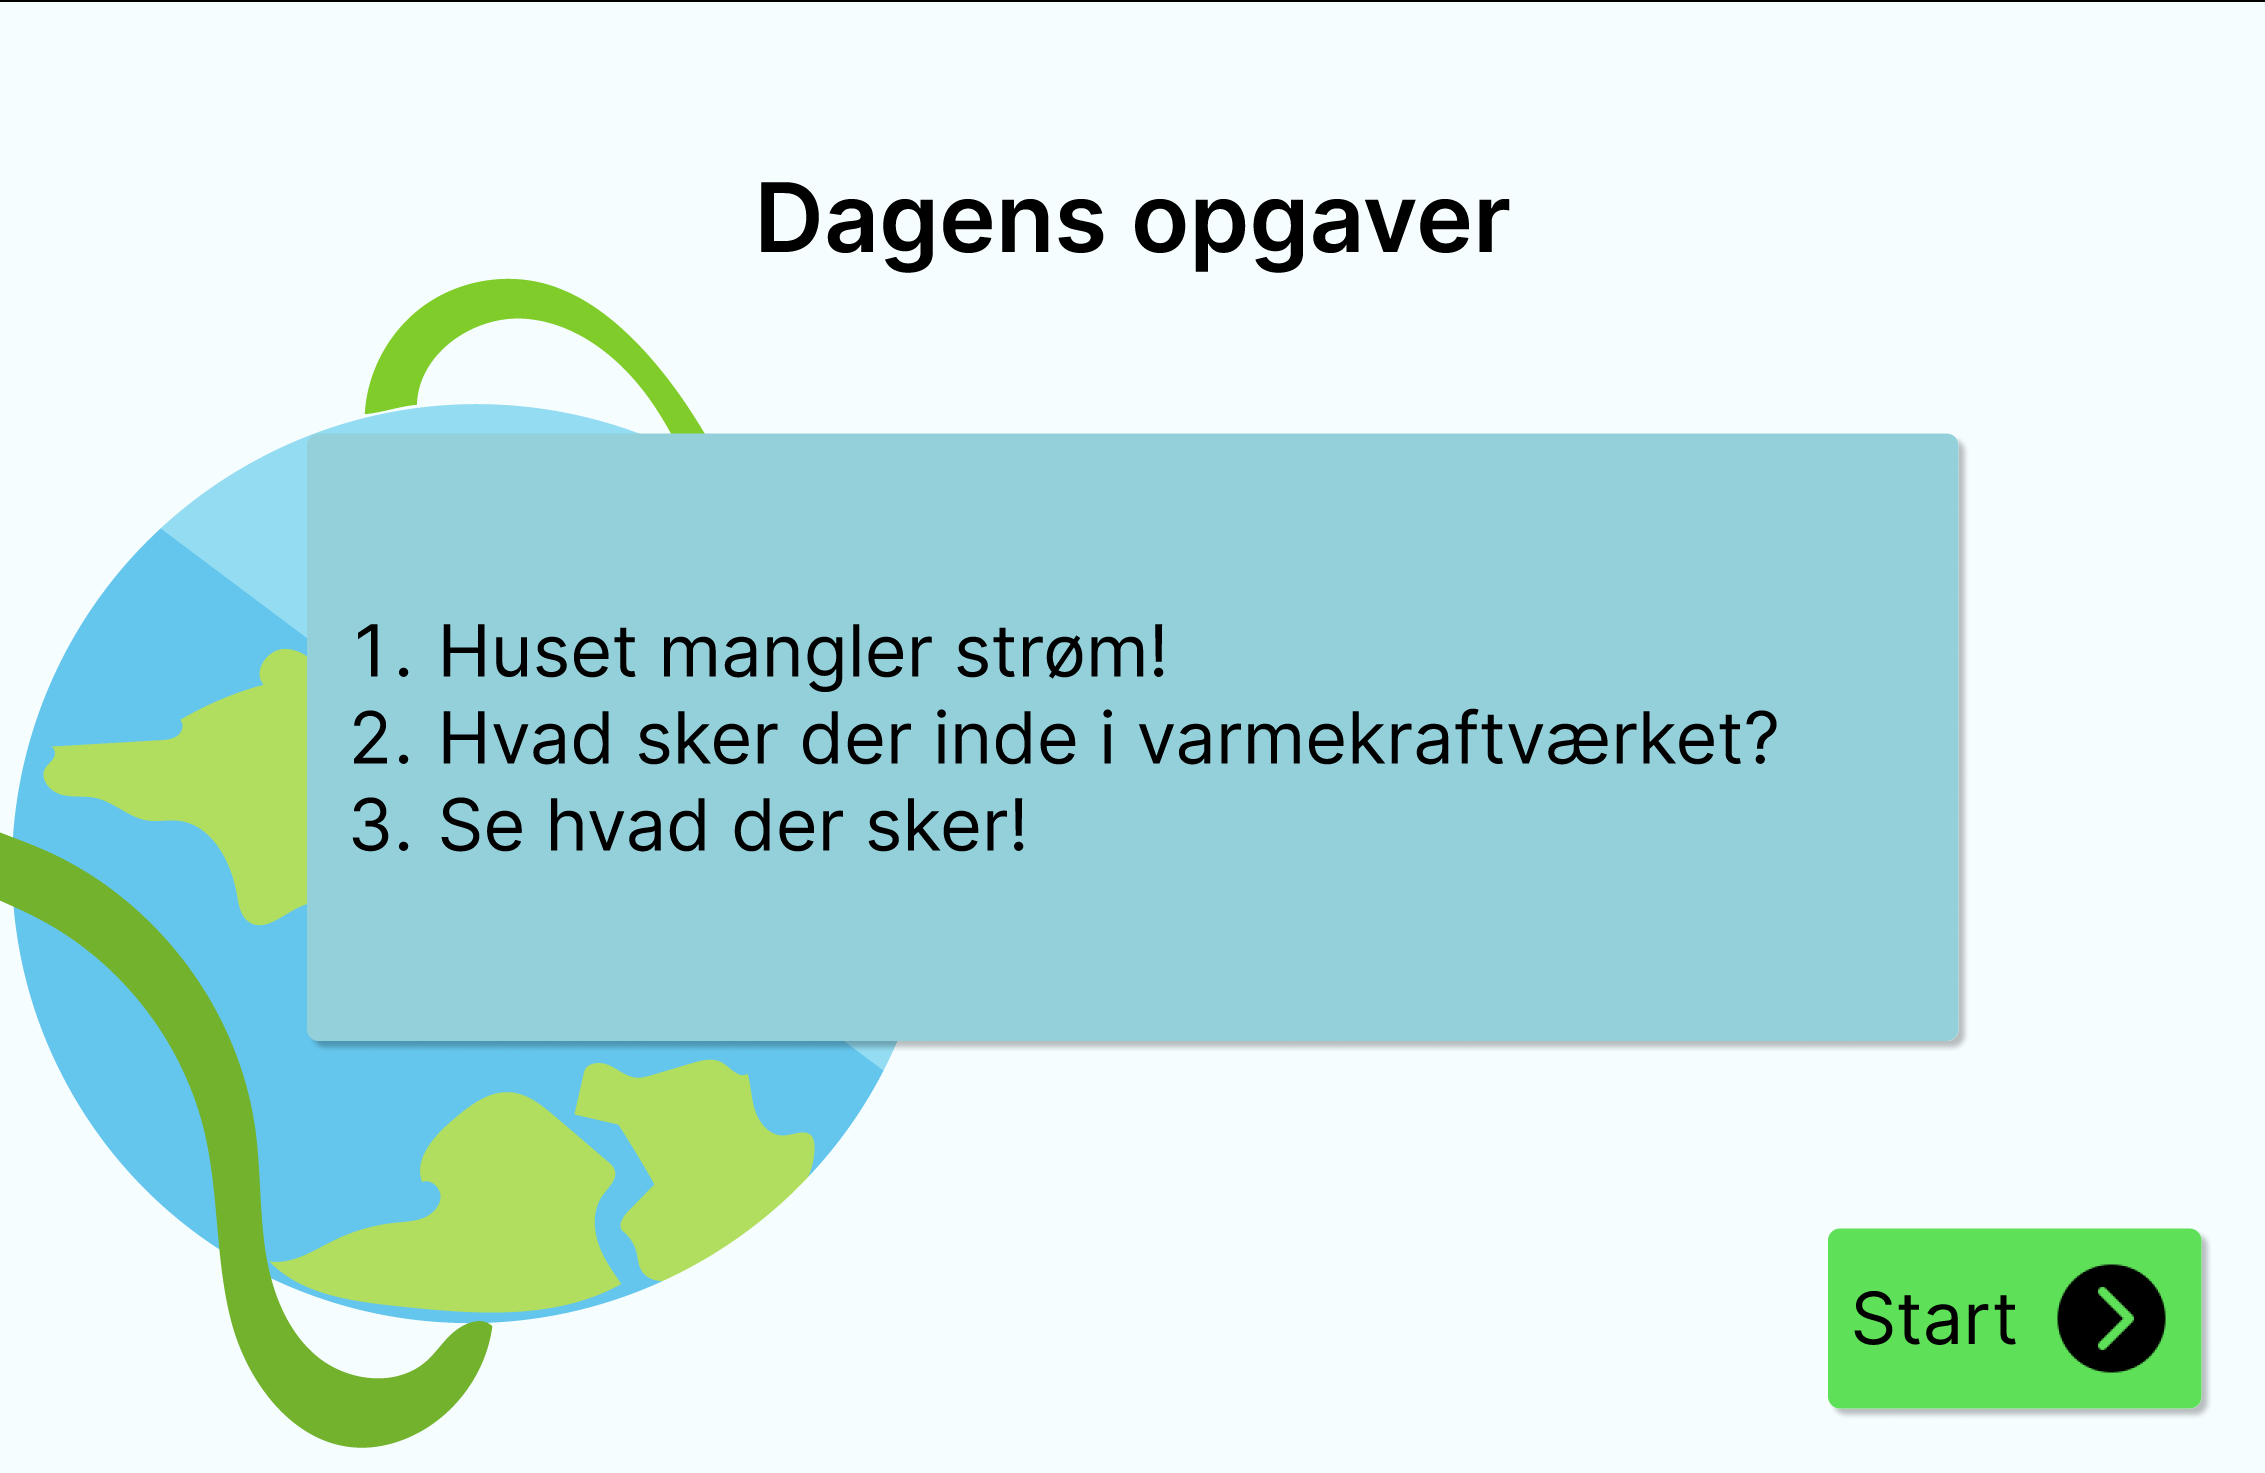 Dagens opgaver
1. Huset mangler strøm!
2. Hvad sker der inde i varmekraftværket?
3. Se hvad der sker!
Start